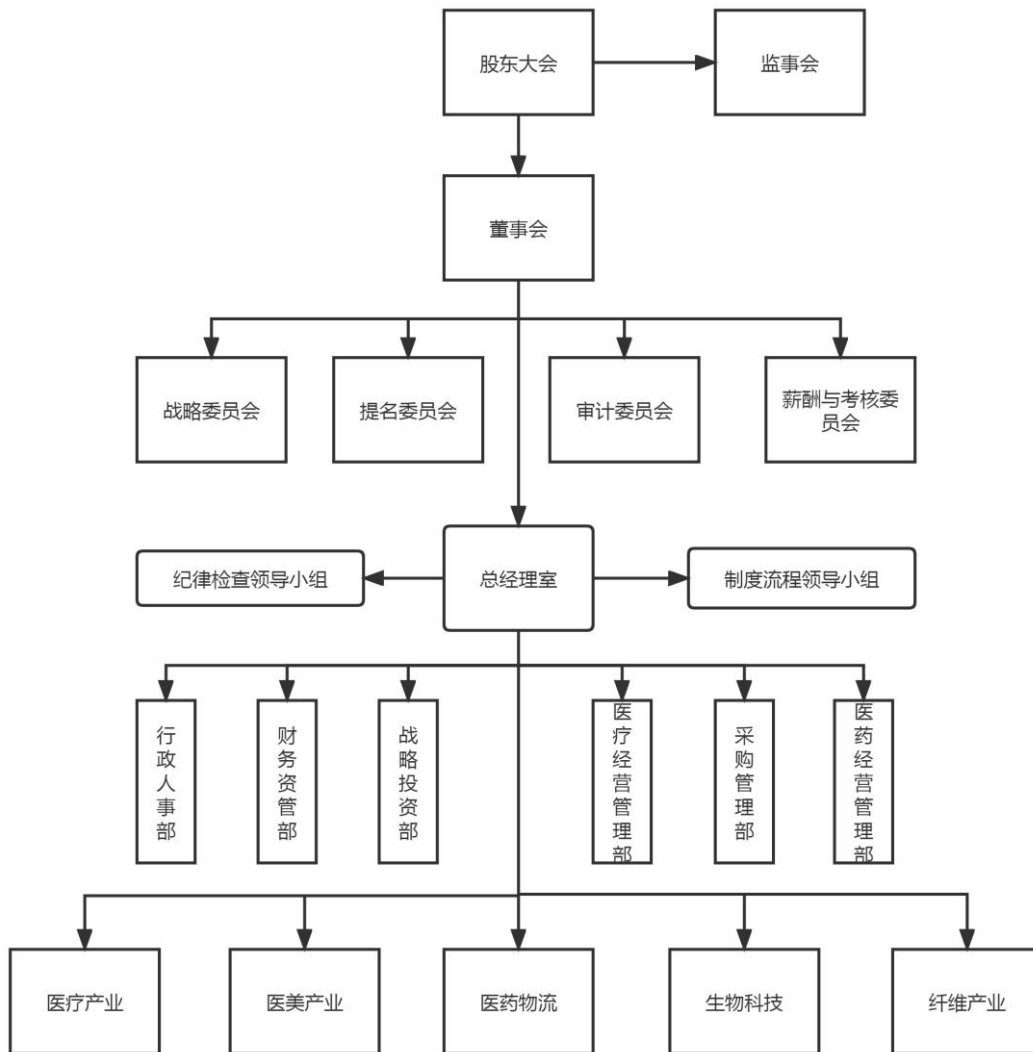 股东大会
监事会
董事会
战略委员会
提名委员会
审计委员会
薪酬与考核委
员会
纪律检查领导小组
总经理室
制度流程领导小组
行政人事部
财务资管部
战略投资部
医疗经营管理部
采购管理部
医药经营管理部
医疗产业
医美产业
医药物流
生物科技
纤维产业